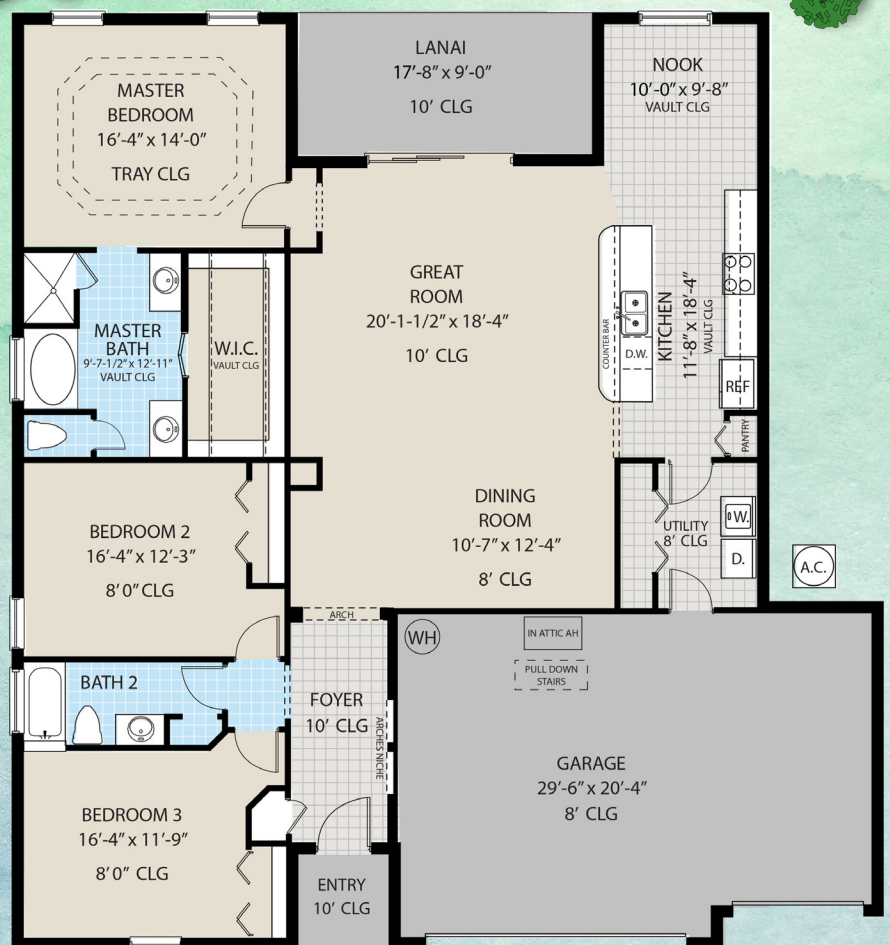 MASTER
BEDROOM
16'-4" x 14'-0"
TRAY CLG
LANAI
17'-8" x 9'-0"
10' CLG
NOOK
10'-0" x 9'-8"
VAULT CLG
GREAT
ROOM
20'-1-1/2" x 18'-4"
10' CLG
MASTER
BATH
9'-7-1/2" x 12'-11"
VAULT CLG
W.I.C.
VAULT CLG
COUNTER BAR
D.W.
KITCHEN
11'-8" x 18'-4"
VAULT CLG
REF
PANTRY
BEDROOM 2
16'-4" x 12'-3"
8'0" CLG
DINING
ROOM
10'-7" x 12'-4"
8' CLG
UTILITY
8' CLG
W.
D.
A.C.
ARCH
WH
IN ATTIC AH
PULL DOWN
STAIRS
BATH 2
FOYER
10' CLG
ARCHES NICHE
GARAGE
29'-6" x 20'-4"
8' CLG
BEDROOM 3
16'-4" x 11'-9"
8'0" CLG
ENTRY
10' CLG